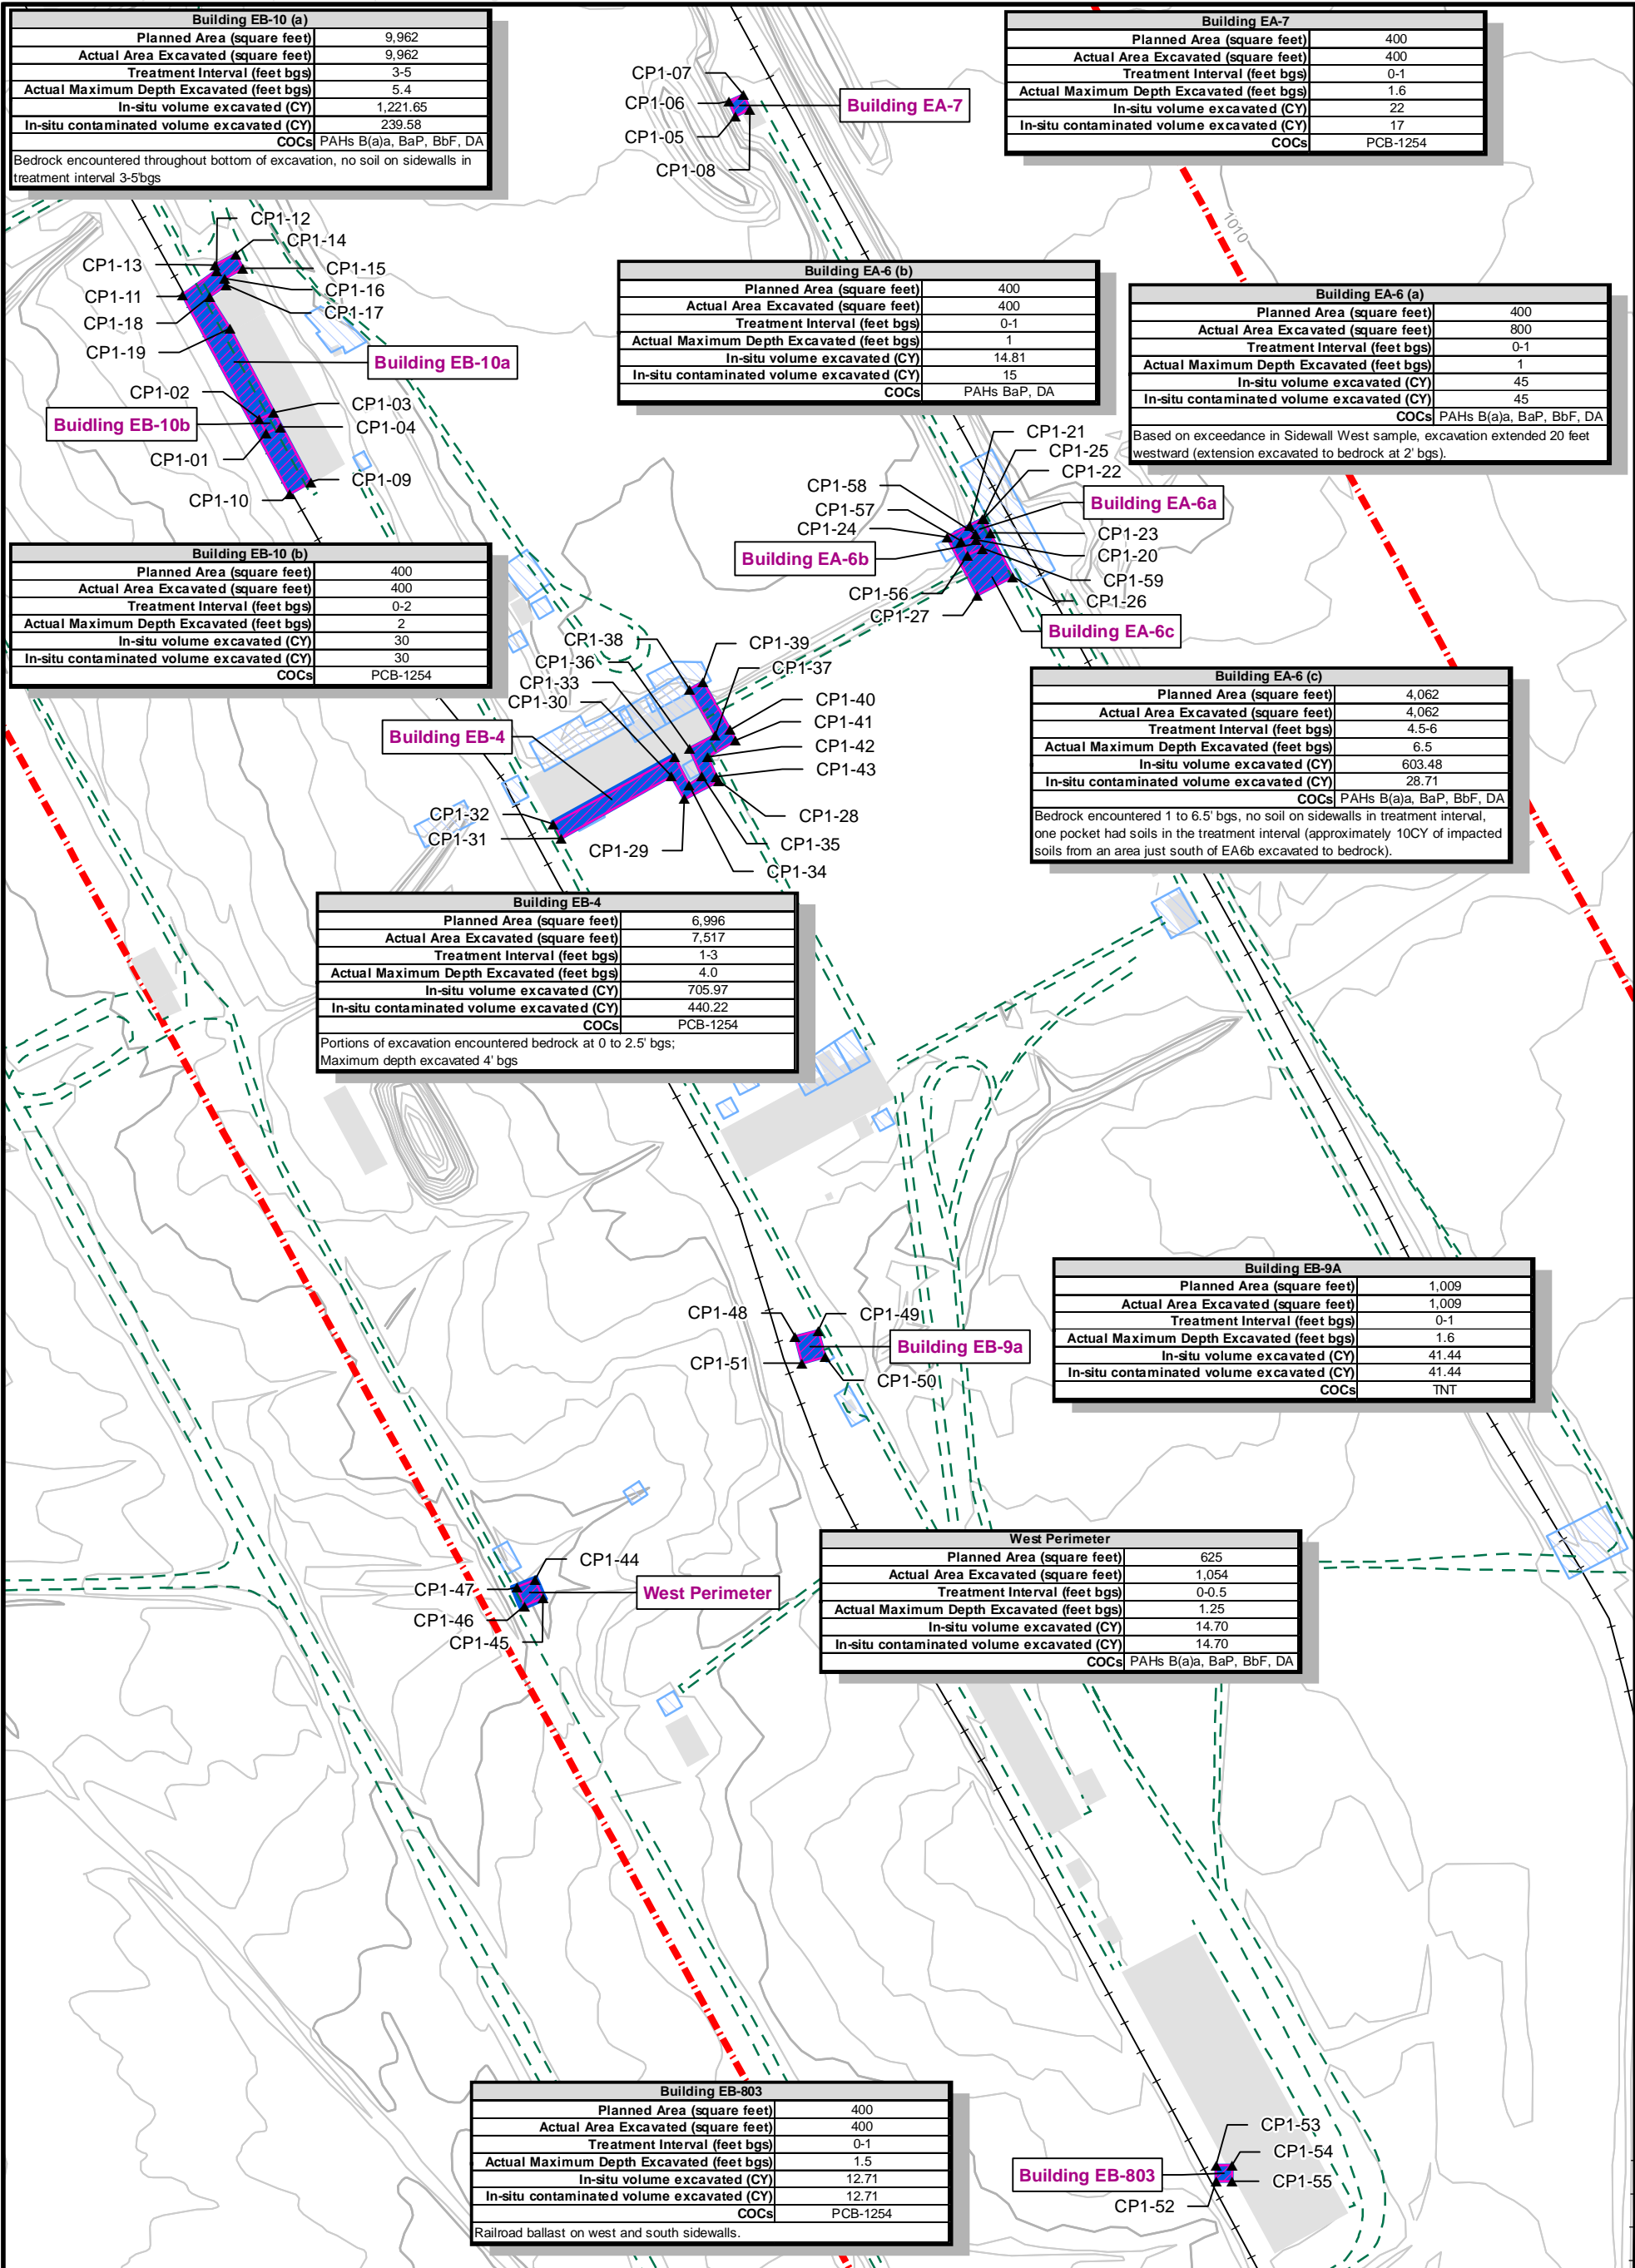 Building EB-10 (a)
Planned Area (square feet) 9,962
Actual Area Excavated (square feet) 9,962
Treatment Interval (feet bgs) 3-5
Actual Maximum Depth Excavated (feet bgs) 5.4
In-situ volume excavated (CY) 1,221.65
In-situ contaminated volume excavated (CY) 239.58
COCs PAHs B(a)a, BaP, BbF, DA
Bedrock encountered throughout bottom of excavation, no soil on sidewalls in
treatment interval 3-5'bgs
Building EA-7
Planned Area (square feet) 400
Actual Area Excavated (square feet) 400
Treatment Interval (feet bgs) 0-1
Actual Maximum Depth Excavated (feet bgs) 1.6
In-situ volume excavated (CY) 22
In-situ contaminated volume excavated (CY) 17
COCs PCB-1254
CP1-07
CP1-06
CP1-05
CP1-08
Building EA-7
1010
CP1-12
CP1-14
CP1-13
CP1-15
CP1-16
CP1-11
CP1-17
CP1-18
CP1-19
Building EB-10a
CP1-02
CP1-03
Buidling EB-10b
CP1-04
CP1-01
CP1-09
CP1-10
Building EA-6 (b)
Planned Area (square feet) 400
Actual Area Excavated (square feet) 400
Treatment Interval (feet bgs) 0-1
Actual Maximum Depth Excavated (feet bgs) 1
In-situ volume excavated (CY) 14.81
In-situ contaminated volume excavated (CY) 15
COCs PAHs BaP, DA
Building EA-6 (a)
Planned Area (square feet) 400
Actual Area Excavated (square feet) 800
Treatment Interval (feet bgs) 0-1
Actual Maximum Depth Excavated (feet bgs) 1
In-situ volume excavated (CY) 45
In-situ contaminated volume excavated (CY) 45
COCs PAHs B(a)a, BaP, BbF, DA
Based on exceedance in Sidewall West sample, excavation extended 20 feet
westward (extension excavated to bedrock at 2' bgs).
CP1-21
CP1-25
CP1-22
CP1-58
Building EA-6a
CP1-57
CP1-24
CP1-23
Building EA-6b
CP1-20
CP1-59
CP1-56
CP1-26
CP1-27
Building EA-6c
Building EB-10 (b)
Planned Area (square feet) 400
Actual Area Excavated (square feet) 400
Treatment Interval (feet bgs) 0-2
Actual Maximum Depth Excavated (feet bgs) 2
In-situ volume excavated (CY) 30
In-situ contaminated volume excavated (CY) 30
COCs PCB-1254
CP1-38
CP1-39
CP1-36
CP1-37
CP1-33
CP1-30
CP1-40
CP1-41
Building EB-4
CP1-42
CP1-43
CP1-32
CP1-28
CP1-31
CP1-35
CP1-29
CP1-34
Building EA-6 (c)
Planned Area (square feet) 4,062
Actual Area Excavated (square feet) 4,062
Treatment Interval (feet bgs) 4.5-6
Actual Maximum Depth Excavated (feet bgs) 6.5
In-situ volume excavated (CY) 603.48
In-situ contaminated volume excavated (CY) 28.71
COCs PAHs B(a)a, BaP, BbF, DA
Bedrock encountered 1 to 6.5' bgs, no soil on sidewalls in treatment interval,
one pocket had soils in the treatment interval (approximately 10CY of impacted
soils from an area just south of EA6b excavated to bedrock).
Building EB-4
Planned Area (square feet) 6,996
Actual Area Excavated (square feet) 7,517
Treatment Interval (feet bgs) 1-3
Actual Maximum Depth Excavated (feet bgs) 4.0
In-situ volume excavated (CY) 705.97
In-situ contaminated volume excavated (CY) 440.22
COCs PCB-1254
Portions of excavation encountered bedrock at 0 to 2.5' bgs;
Maximum depth excavated 4' bgs
Building EB-9A
Planned Area (square feet) 1,009
Actual Area Excavated (square feet) 1,009
Treatment Interval (feet bgs) 0-1
Actual Maximum Depth Excavated (feet bgs) 1.6
In-situ volume excavated (CY) 41.44
In-situ contaminated volume excavated (CY) 41.44
COCs TNT
CP1-48
CP1-49
Building EB-9a
CP1-51
CP1-50
West Perimeter
Planned Area (square feet) 625
Actual Area Excavated (square feet) 1,054
Treatment Interval (feet bgs) 0-0.5
Actual Maximum Depth Excavated (feet bgs) 1.25
In-situ volume excavated (CY) 14.70
In-situ contaminated volume excavated (CY) 14.70
COCs PAHs B(a)a, BaP, BbF, DA
CP1-44
CP1-47
West Perimeter
CP1-46
CP1-45
Building EB-803
Planned Area (square feet) 400
Actual Area Excavated (square feet) 400
Treatment Interval (feet bgs) 0-1
Actual Maximum Depth Excavated (feet bgs) 1.5
In-situ volume excavated (CY) 12.71
In-situ contaminated volume excavated (CY) 12.71
COCs PCB-1254
Railroad ballast on west and south sidewalls.
CP1-53
CP1-54
Building EB-803
CP1-55
CP1-52